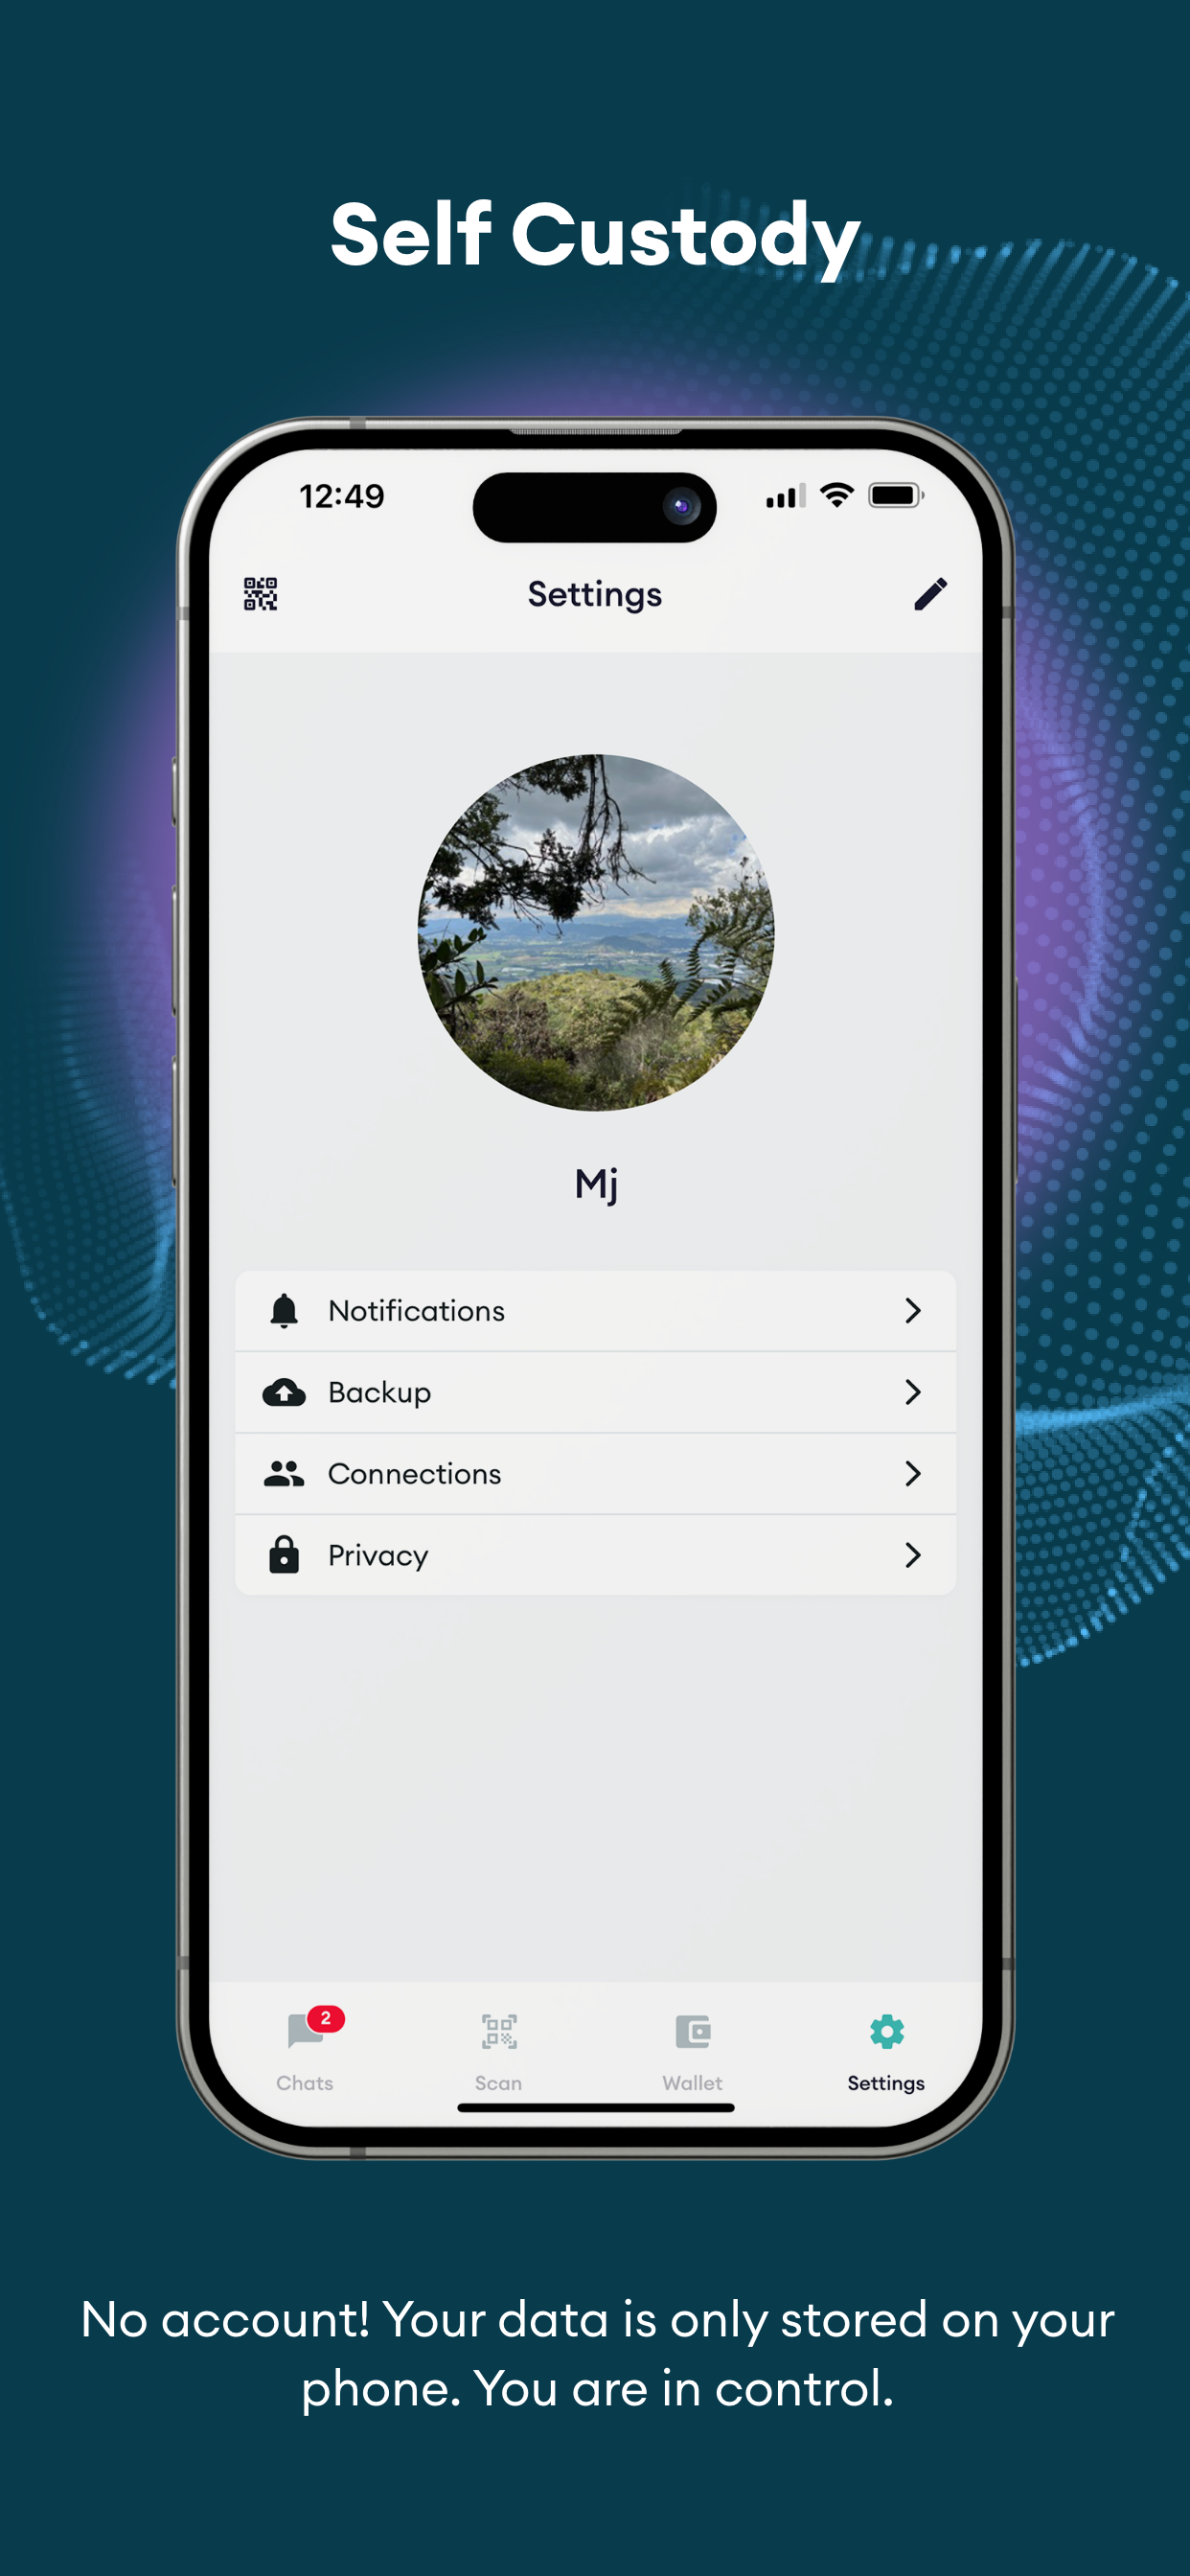 Self Custody
12:49
Settings
Mj
Notifications
Backup
Connections
Privacy
2
Chats
Scan
Wallet
Settings
No account! Your data is only stored on your
phone. You are in control.